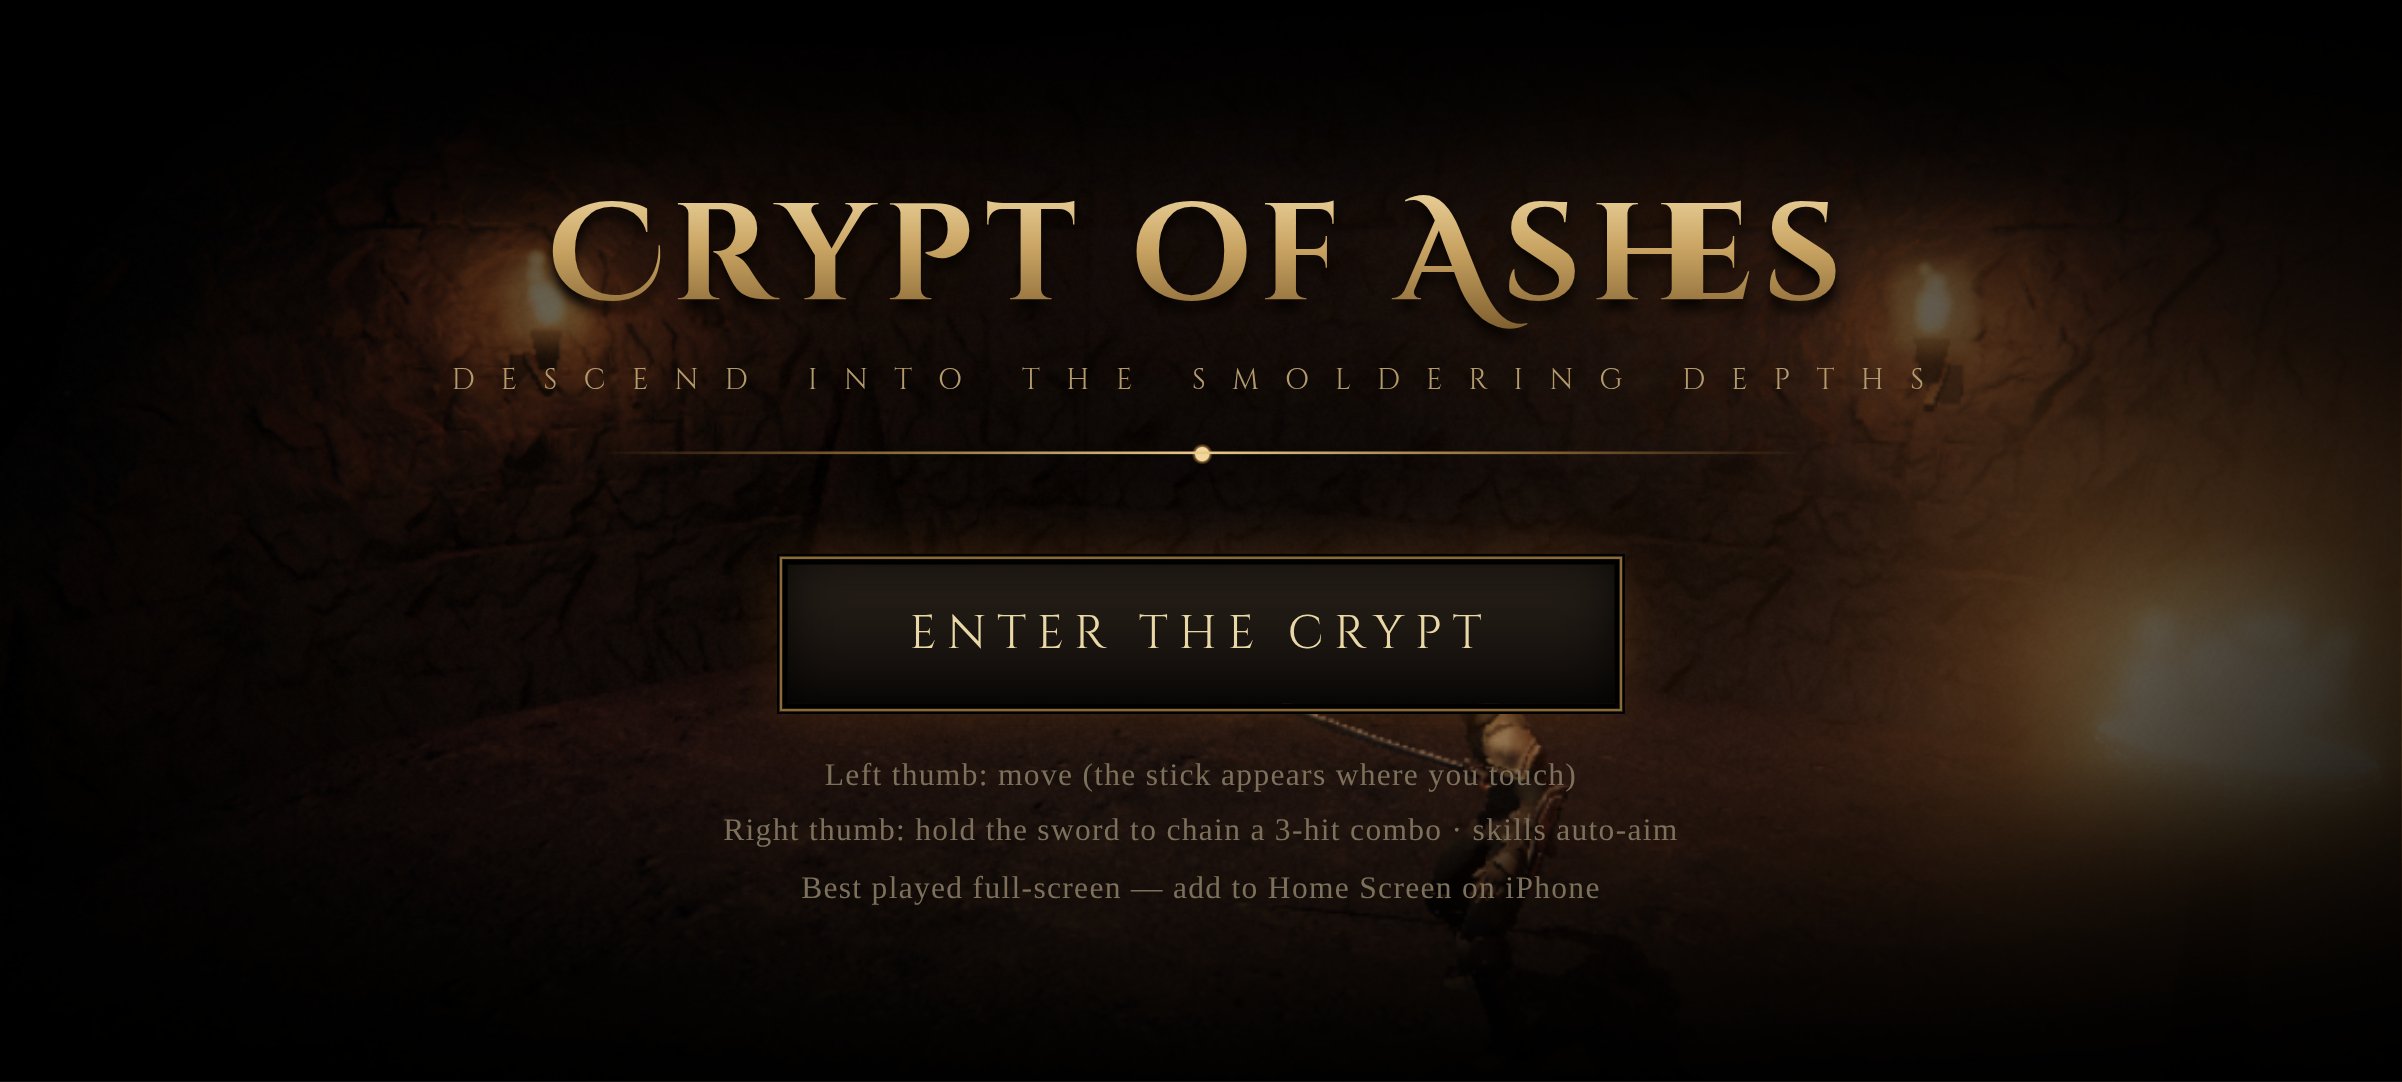 CRYPT OF ASHES
DESCEND INTO THE SMOLDERING DEPTHS
ENTER THE CRYPT
Left thumb: move (the stick appears where you touch)
Right thumb: hold the sword to chain a 3-hit combo · skills auto-aim
Best played full-screen — add to Home Screen on iPhone